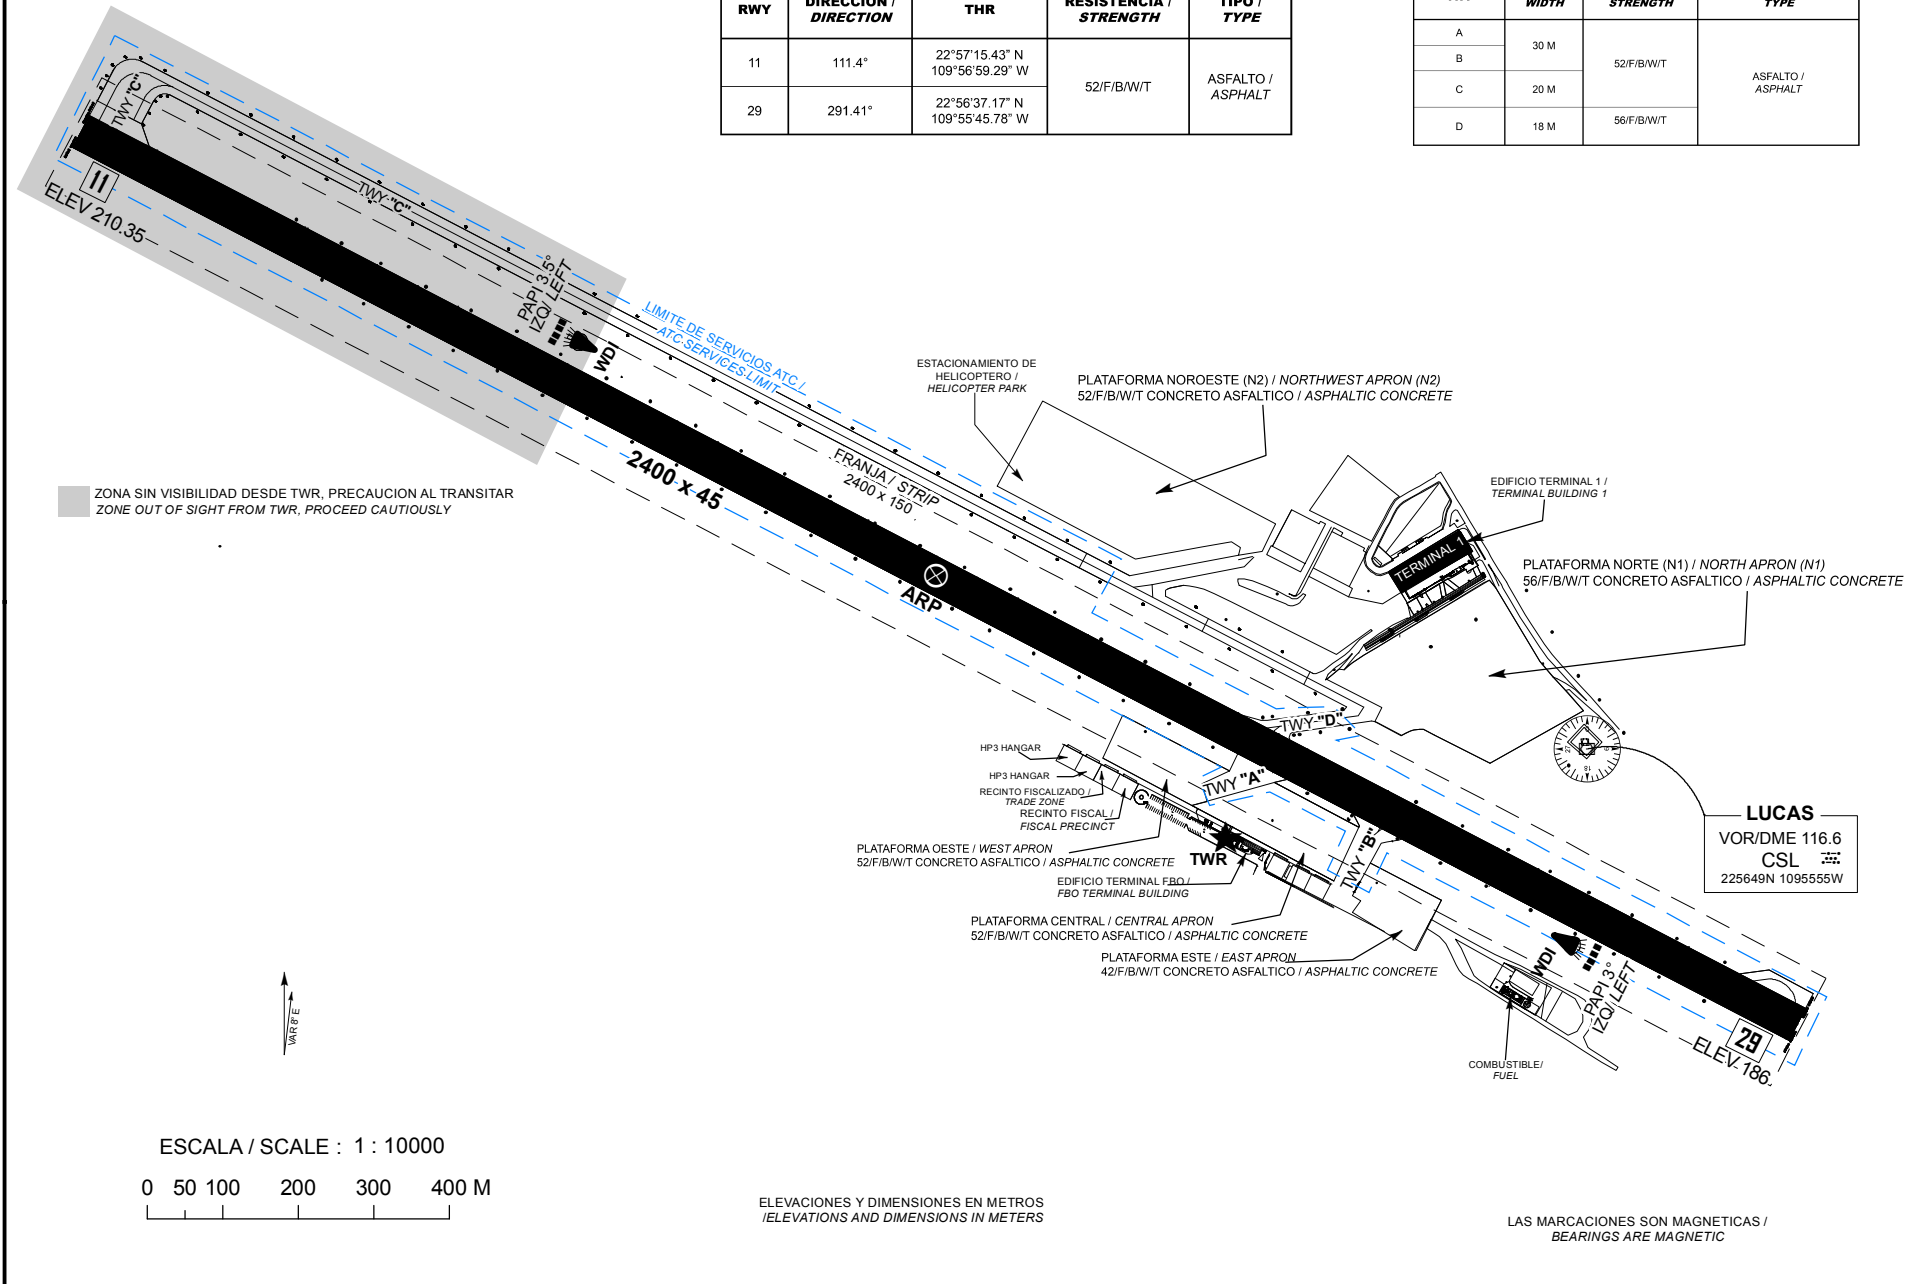 RWY
DIRECCION /
DIRECTION
THR
RESISTENCIA /
STRENGTH
TIPO /
TYPE
11
111.4°
22°57'15.43" N
109°56'59.29" W
29
291.41°
22°56'37.17" N
109°55'45.78" W
52/F/B/W/T
ASFALTO /
ASPHALT
WIDTH
STRENGTH
TYPE
A
B
30 M
52/F/B/W/T
ASFALTO /
ASPHALT
C
20 M
D
18 M
56/F/B/W/T
TWY "C"
11
ELEV 210.35
TWY "C"
PAPI 3.5°
IZQ/ LEFT
WDI
LIMITE DE SERVICIOS ATC /
ATC SERVICES LIMIT
ESTACIONAMIENTO DE
HELICOPTERO /
HELICOPTER PARK
PLATAFORMA NOROESTE (N2) / NORTHWEST APRON (N2)
52/F/B/W/T CONCRETO ASFALTICO / ASPHALTIC CONCRETE
2400 x 45
FRANJA / STRIP
2400 x 150
ZONA SIN VISIBILIDAD DESDE TWR, PRECAUCION AL TRANSITAR
ZONE OUT OF SIGHT FROM TWR, PROCEED CAUTIOUSLY
EDIFICIO TERMINAL 1 /
TERMINAL BUILDING 1
TERMINAL 1
PLATAFORMA NORTE (N1) / NORTH APRON (N1)
56/F/B/W/T CONCRETO ASFALTICO / ASPHALTIC CONCRETE
ARP
TWY "D"
TWY "A"
TWY "B"
HP3 HANGAR
HP3 HANGAR
RECINTO FISCALIZADO /
TRADE ZONE
RECINTO FISCAL /
FISCAL PRECINCT
PLATAFORMA OESTE / WEST APRON
52/F/B/W/T CONCRETO ASFALTICO / ASPHALTIC CONCRETE
TWR
EDIFICIO TERMINAL FBO /
FBO TERMINAL BUILDING
PLATAFORMA CENTRAL / CENTRAL APRON
52/F/B/W/T CONCRETO ASFALTICO / ASPHALTIC CONCRETE
PLATAFORMA ESTE / EAST APRON
42/F/B/W/T CONCRETO ASFALTICO / ASPHALTIC CONCRETE
LUCAS
VOR/DME 116.6
CSL
225649N 1095555W
WDI
PAPI 3°
IZQ/ LEFT
29
ELEV 186
COMBUSTIBLE/
FUEL
VAR 8° E
ESCALA / SCALE : 1 : 10000
0 50 100 200 300 400 M
ELEVACIONES Y DIMENSIONES EN METROS
/ELEVATIONS AND DIMENSIONS IN METERS
LAS MARCACIONES SON MAGNETICAS /
BEARINGS ARE MAGNETIC